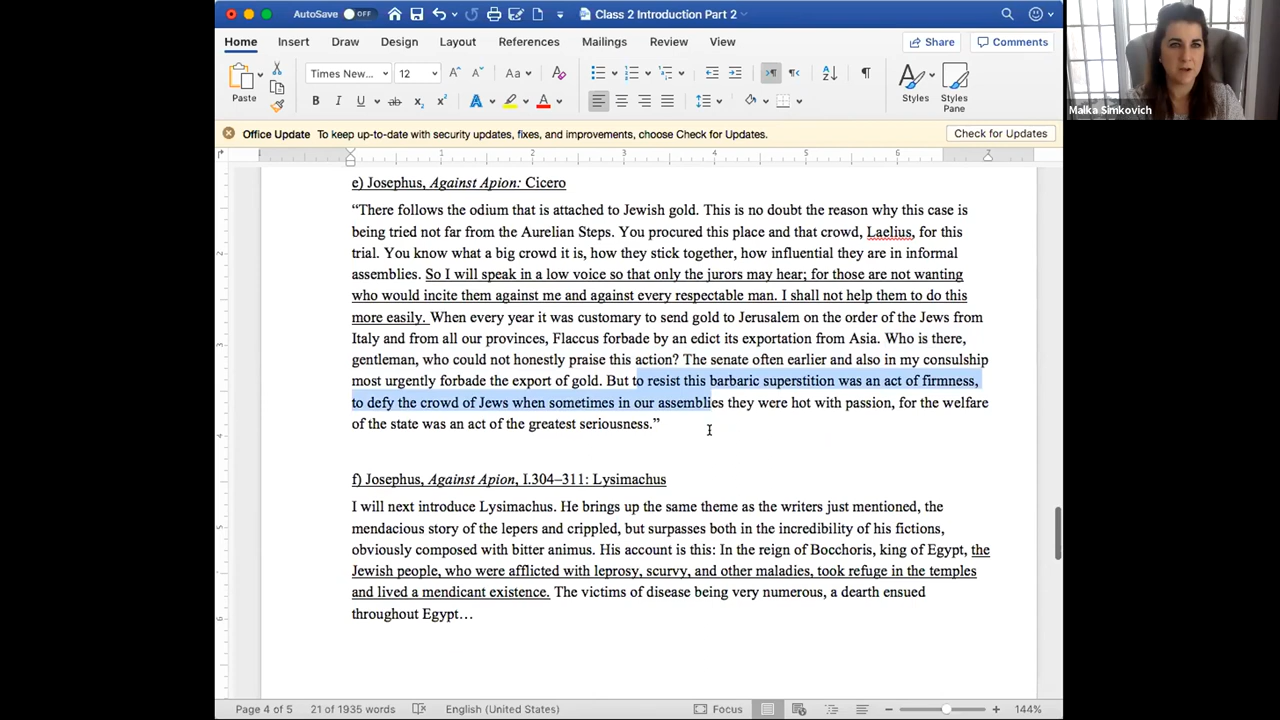 AutoSave OFF
Class 2 Introduction Part 2
Home Insert Draw Design Layout References Mailings Review View Share Comments
Paste
Times New... 12
Styles Styles Pane
Office Update To keep up-to-date with security updates, fixes, and improvements, choose Check for Updates. Check for Updates
1 1 2 3 4 5 6 7
e) Josephus, Against Apion: Cicero
“There follows the odium that is attached to Jewish gold. This is no doubt the reason why this case is
being tried not far from the Aurelian Steps. You procured this place and that crowd, Laelius, for this
trial. You know what a big crowd it is, how they stick together, how influential they are in informal
assemblies. So I will speak in a low voice so that only the jurors may hear; for those are not wanting
who would incite them against me and against every respectable man. I shall not help them to do this
more easily. When every year it was customary to send gold to Jerusalem on the order of the Jews from
Italy and from all our provinces, Flaccus forbade by an edict its exportation from Asia. Who is there,
gentleman, who could not honestly praise this action? The senate often earlier and also in my consulship
most urgently forbade the export of gold. But to resist this barbaric superstition was an act of firmness,
to defy the crowd of Jews when sometimes in our assemblies they were hot with passion, for the welfare
of the state was an act of the greatest seriousness.”
f) Josephus, Against Apion, I.304–311: Lysimachus
I will next introduce Lysimachus. He brings up the same theme as the writers just mentioned, the
mendacious story of the lepers and crippled, but surpasses both in the incredibility of his fictions,
obviously composed with bitter animus. His account is this: In the reign of Bocchoris, king of Egypt, the
Jewish people, who were afflicted with leprosy, scurvy, and other maladies, took refuge in the temples
and lived a mendicant existence. The victims of disease being very numerous, a dearth ensued
throughout Egypt…
Page 4 of 5 21 of 1935 words English (United States) Focus 144%
Malka Simkovich